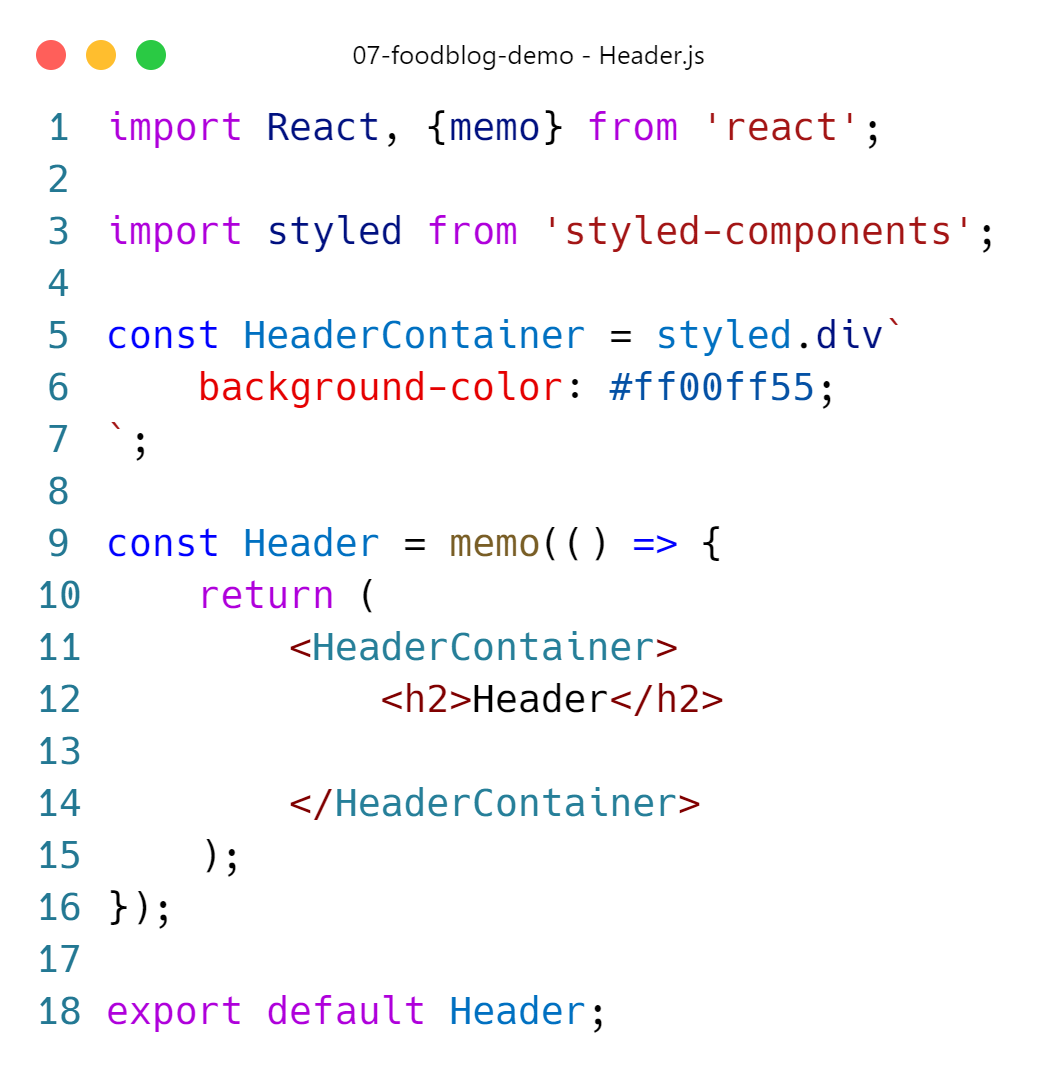 07-foodblog-demo - Header.js
1 import React, {memo} from 'react';
2
3 import styled from 'styled-components';
4
5 const HeaderContainer = styled.div`
6     background-color: #ff00ff55;
7 `;
8
9 const Header = memo(() => {
10     return (
11         <HeaderContainer>
12             <h2>Header</h2>
13
14         </HeaderContainer>
15     );
16 });
17
18 export default Header;